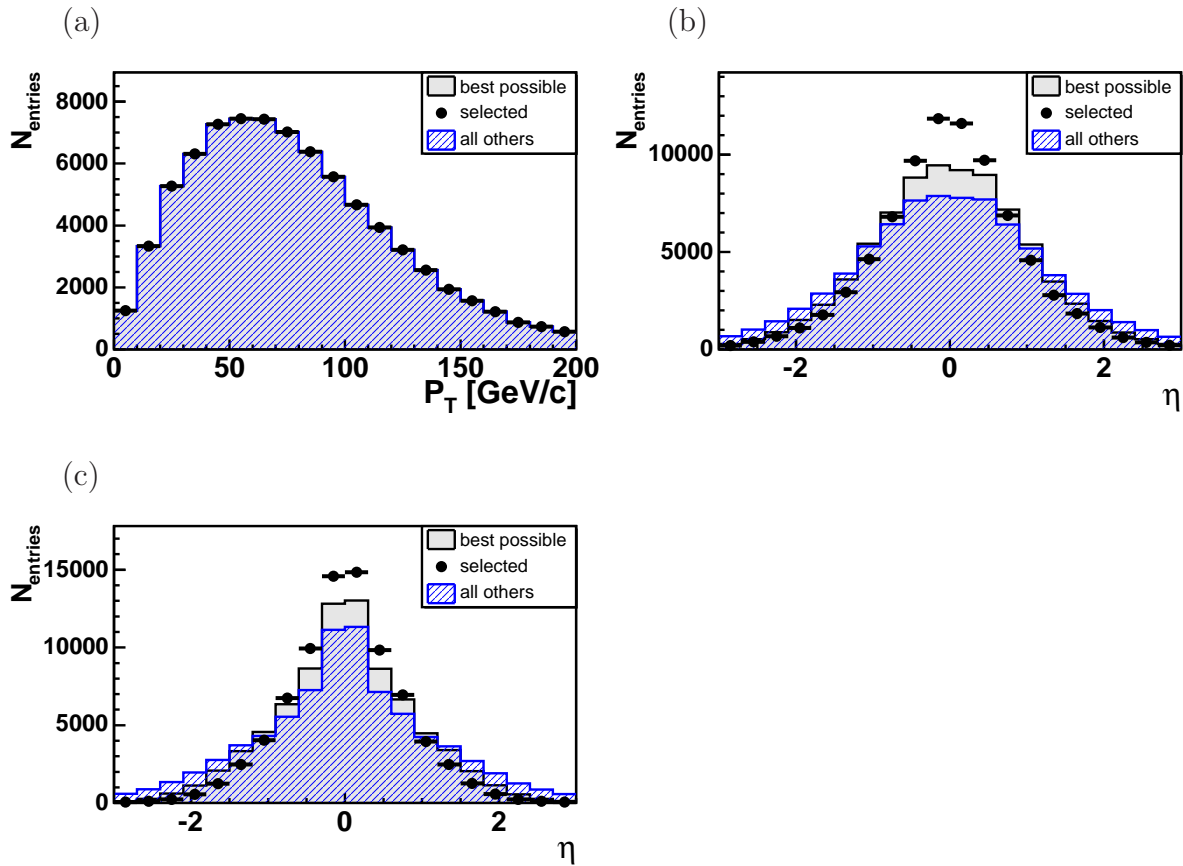 (a)
N_entries
8000
6000
4000
2000
0
0 50 100 150 200
P_T [GeV/c]
best possible
selected
all others
(b)
N_entries
10000
5000
0
-2 0 2
η
best possible
selected
all others
(c)
N_entries
15000
10000
5000
0
-2 0 2
η
best possible
selected
all others